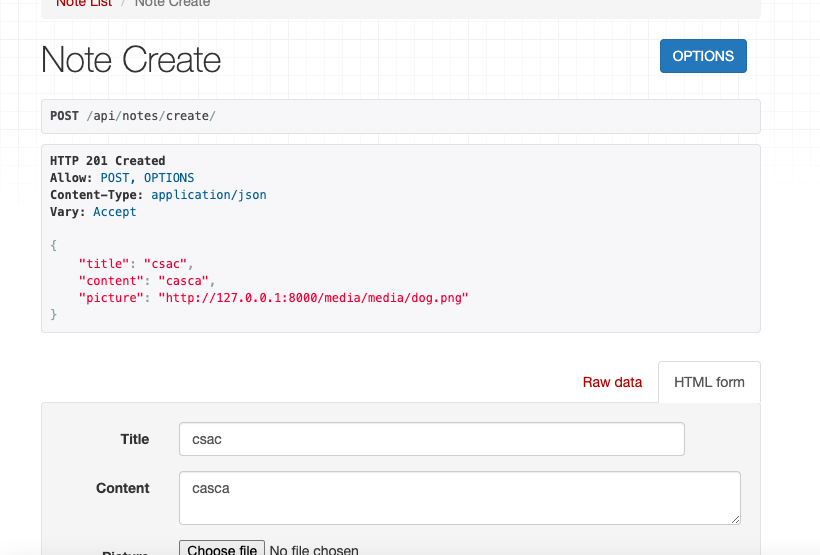 Note List / Note Create
Note Create
OPTIONS
POST /api/notes/create/
HTTP 201 Created
Allow: POST, OPTIONS
Content-Type: application/json
Vary: Accept
{
    "title": "csac",
    "content": "casca",
    "picture": "http://127.0.0.1:8000/media/media/dog.png"
}
Raw data
HTML form
Title
csac
Content
casca
Picture
Choose file No file chosen